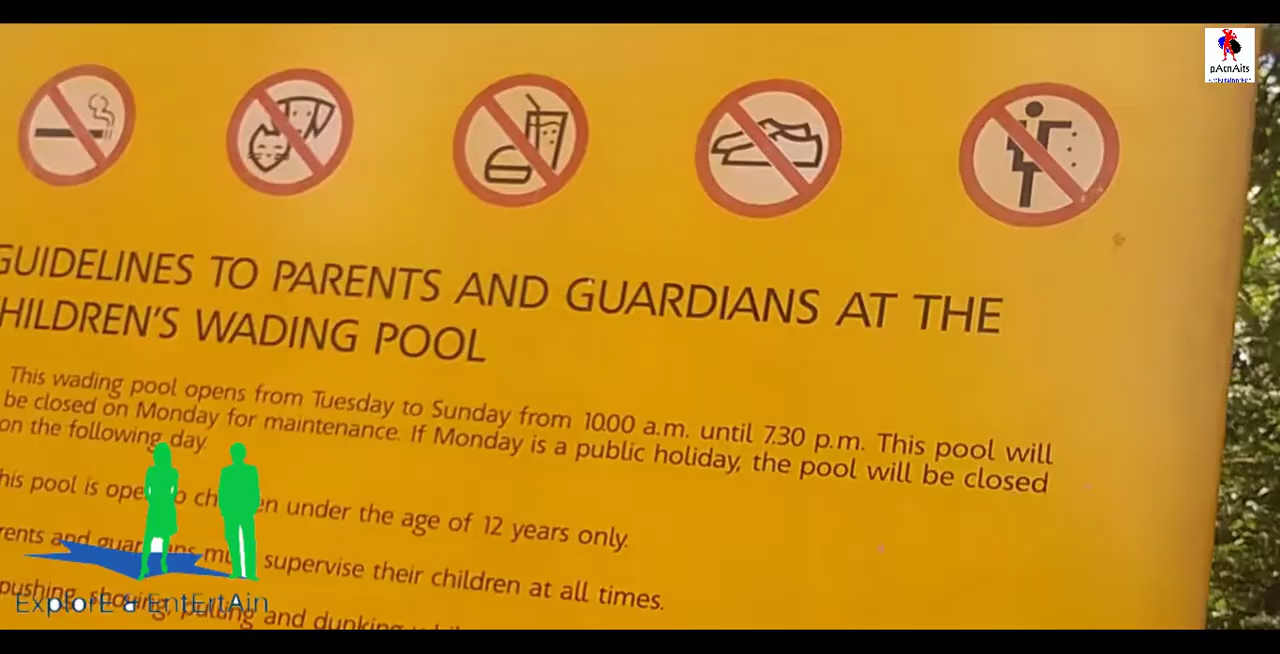 pAcnAits
GUIDELINES TO PARENTS AND GUARDIANS AT THE
CHILDREN'S WADING POOL
This wading pool opens from Tuesday to Sunday from 10.00 a.m. until 7.30 p.m. This pool will
be closed on Monday for maintenance. If Monday is a public holiday, the pool will be closed
on the following day.
This pool is open to children under the age of 12 years only.
Parents and guardians must supervise their children at all times.
pushing, shoving, pulling and dunking
ExplorE & EntErtAin